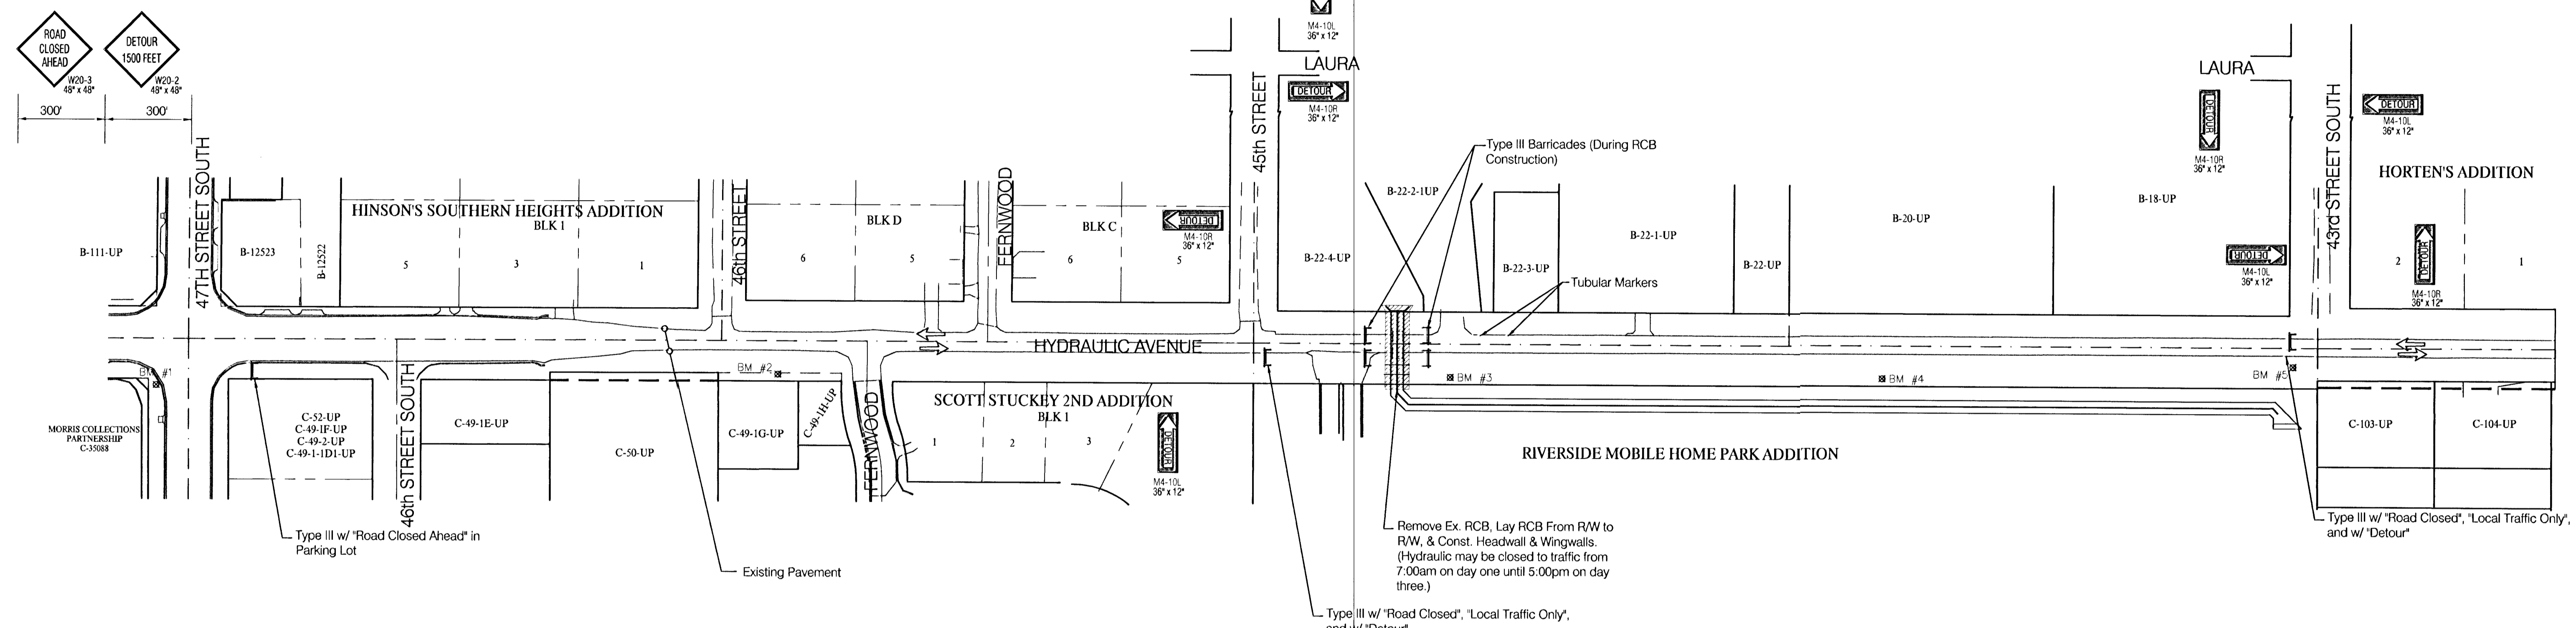 ROAD
CLOSED
AHEAD
W20-3
48" x 48"
DETOUR
1500 FEET
W20-2
48" x 48"
300'
300'
M4-10L
36" x 12"
LAURA
DETOUR
M4-10R
36" x 12"
LAURA
DETOUR
M4-10R
36" x 12"
DETOUR
M4-10L
36" x 12"
47TH STREET SOUTH
46th STREET
FERNWOOD
45th STREET
43rd STREET SOUTH
Type III Barricades (During RCB
Construction)
HORTEN'S ADDITION
B-111-UP
B-12523
B-12522
HINSON'S SOUTHERN HEIGHTS ADDITION
BLK 1
5
3
1
BLK D
6
5
BLK C
6
5
DETOUR
M4-10R
36" x 12"
B-22-4-UP
B-22-2-1UP
B-22-3-UP
B-22-1-UP
B-22-UP
B-20-UP
B-18-UP
DETOUR
M4-10L
36" x 12"
2
DETOUR
M4-10R
36" x 12"
1
Tubular Markers
HYDRAULIC AVENUE
BM #1
BM #2
BM #3
BM #4
BM #5
MORRIS COLLECTIONS
PARTNERSHIP
C-35088
C-52-UP
C-49-1F-UP
C-49-2-UP
C-49-1-1D1-UP
46th STREET SOUTH
C-49-1E-UP
C-50-UP
C-49-1G-UP
C-49-1H-UP
FERNWOOD
SCOTT STUCKEY 2ND ADDITION
BLK 1
1
2
3
DETOUR
M4-10L
36" x 12"
RIVERSIDE MOBILE HOME PARK ADDITION
C-103-UP
C-104-UP
Type III w/ "Road Closed Ahead" in
Parking Lot
Existing Pavement
Remove Ex. RCB, Lay RCB From R/W to
R/W, & Const. Headwall & Wingwalls.
(Hydraulic may be closed to traffic from
7:00am on day one until 5:00pm on day
three.)
Type III w/ "Road Closed", "Local Traffic Only",
and w/ "Detour"
Type III w/ "Road Closed", "Local Traffic Only",
and w/ "Detour"